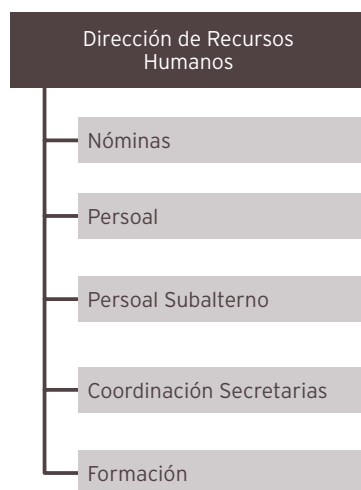 Dirección de Recursos
Humanos
Nóminas
Persoal
Persoal Subalterno
Coordinación Secretarias
Formación